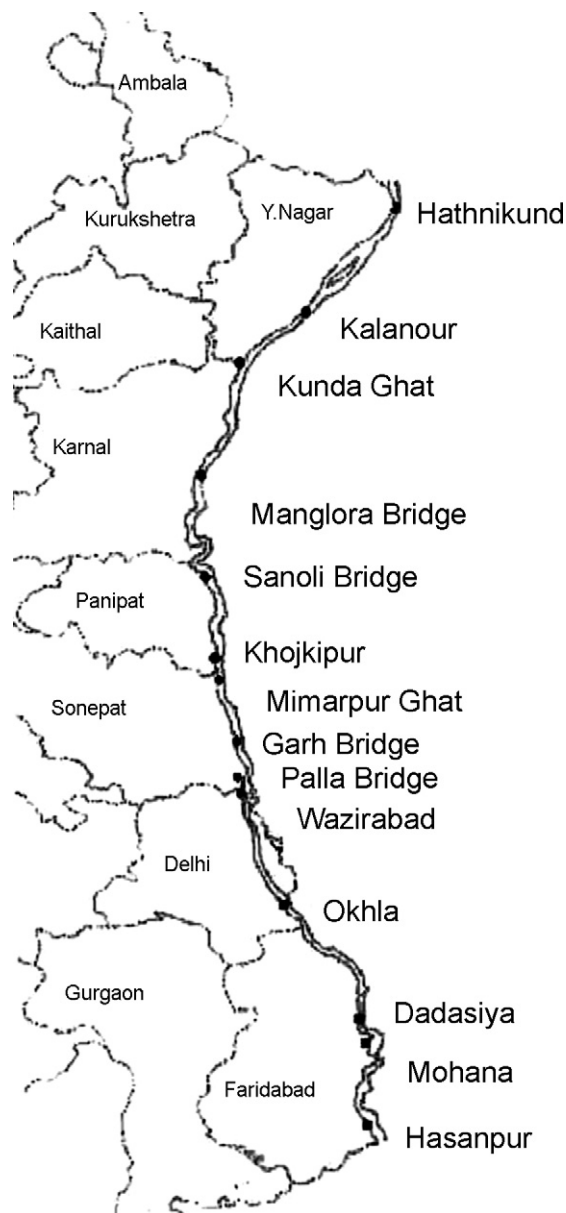 Ambala
Kurukshetra
Y.Nagar
Hathnikund
Kaithal
Kalanour
Kunda Ghat
Karnal
Manglora Bridge
Sanoli Bridge
Panipat
Khojkipur
Mimarpur Ghat
Sonepat
Garh Bridge
Palla Bridge
Wazirabad
Delhi
Okhla
Gurgaon
Dadasiya
Mohana
Faridabad
Hasanpur